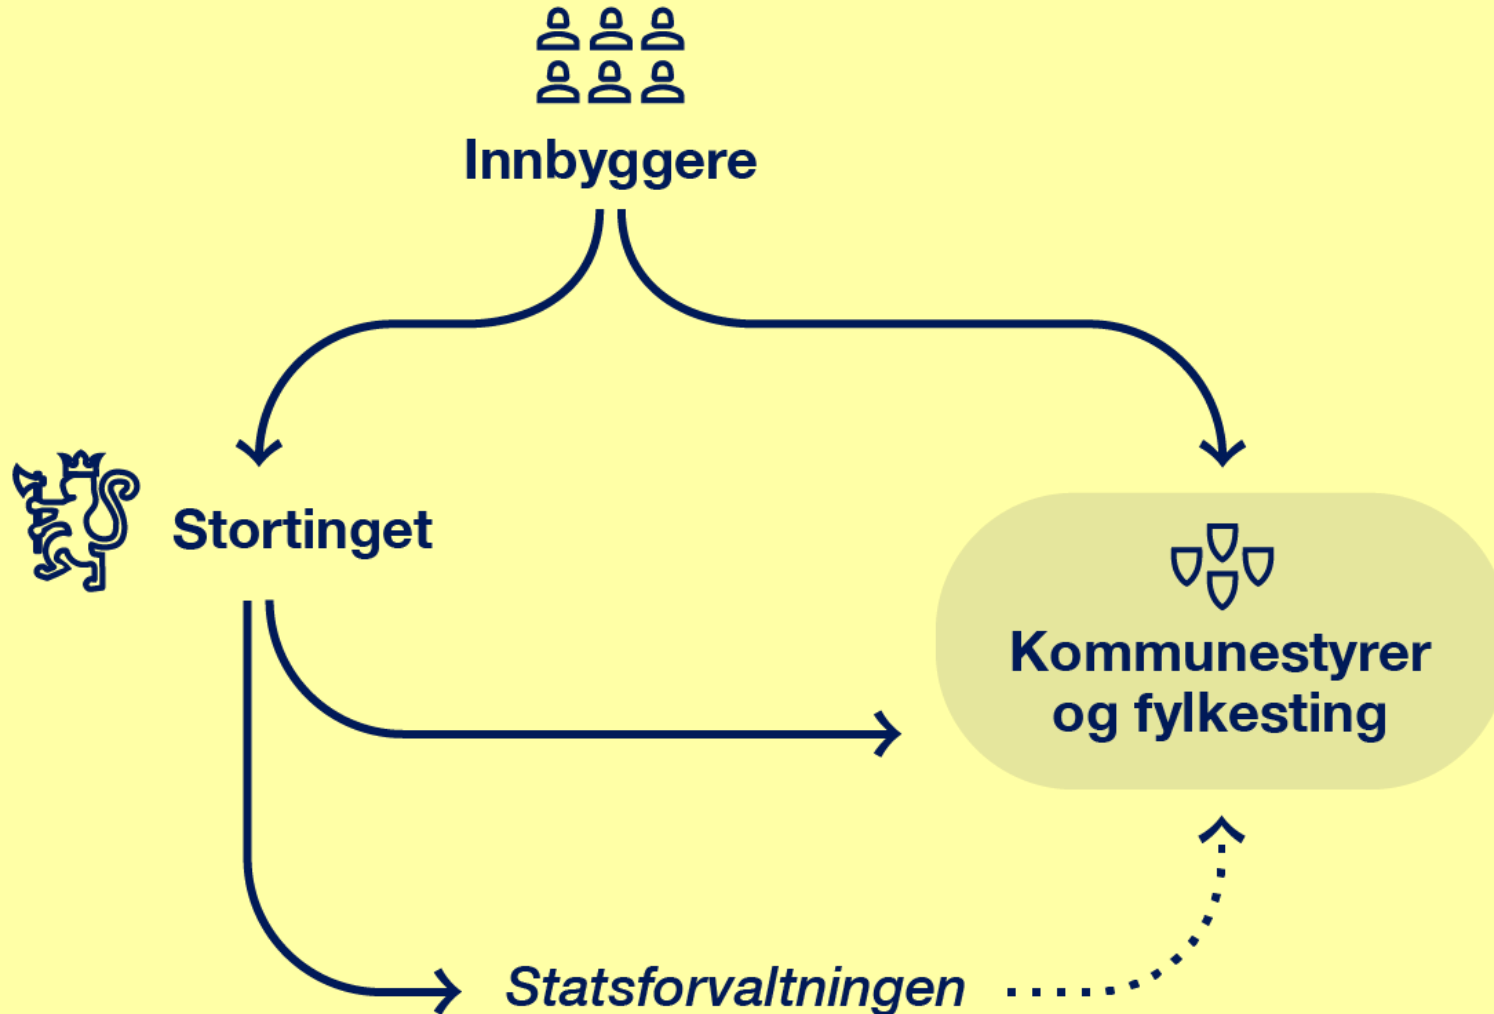 Innbyggere
Stortinget
Kommunestyrer
og fylkesting
Statsforvaltningen